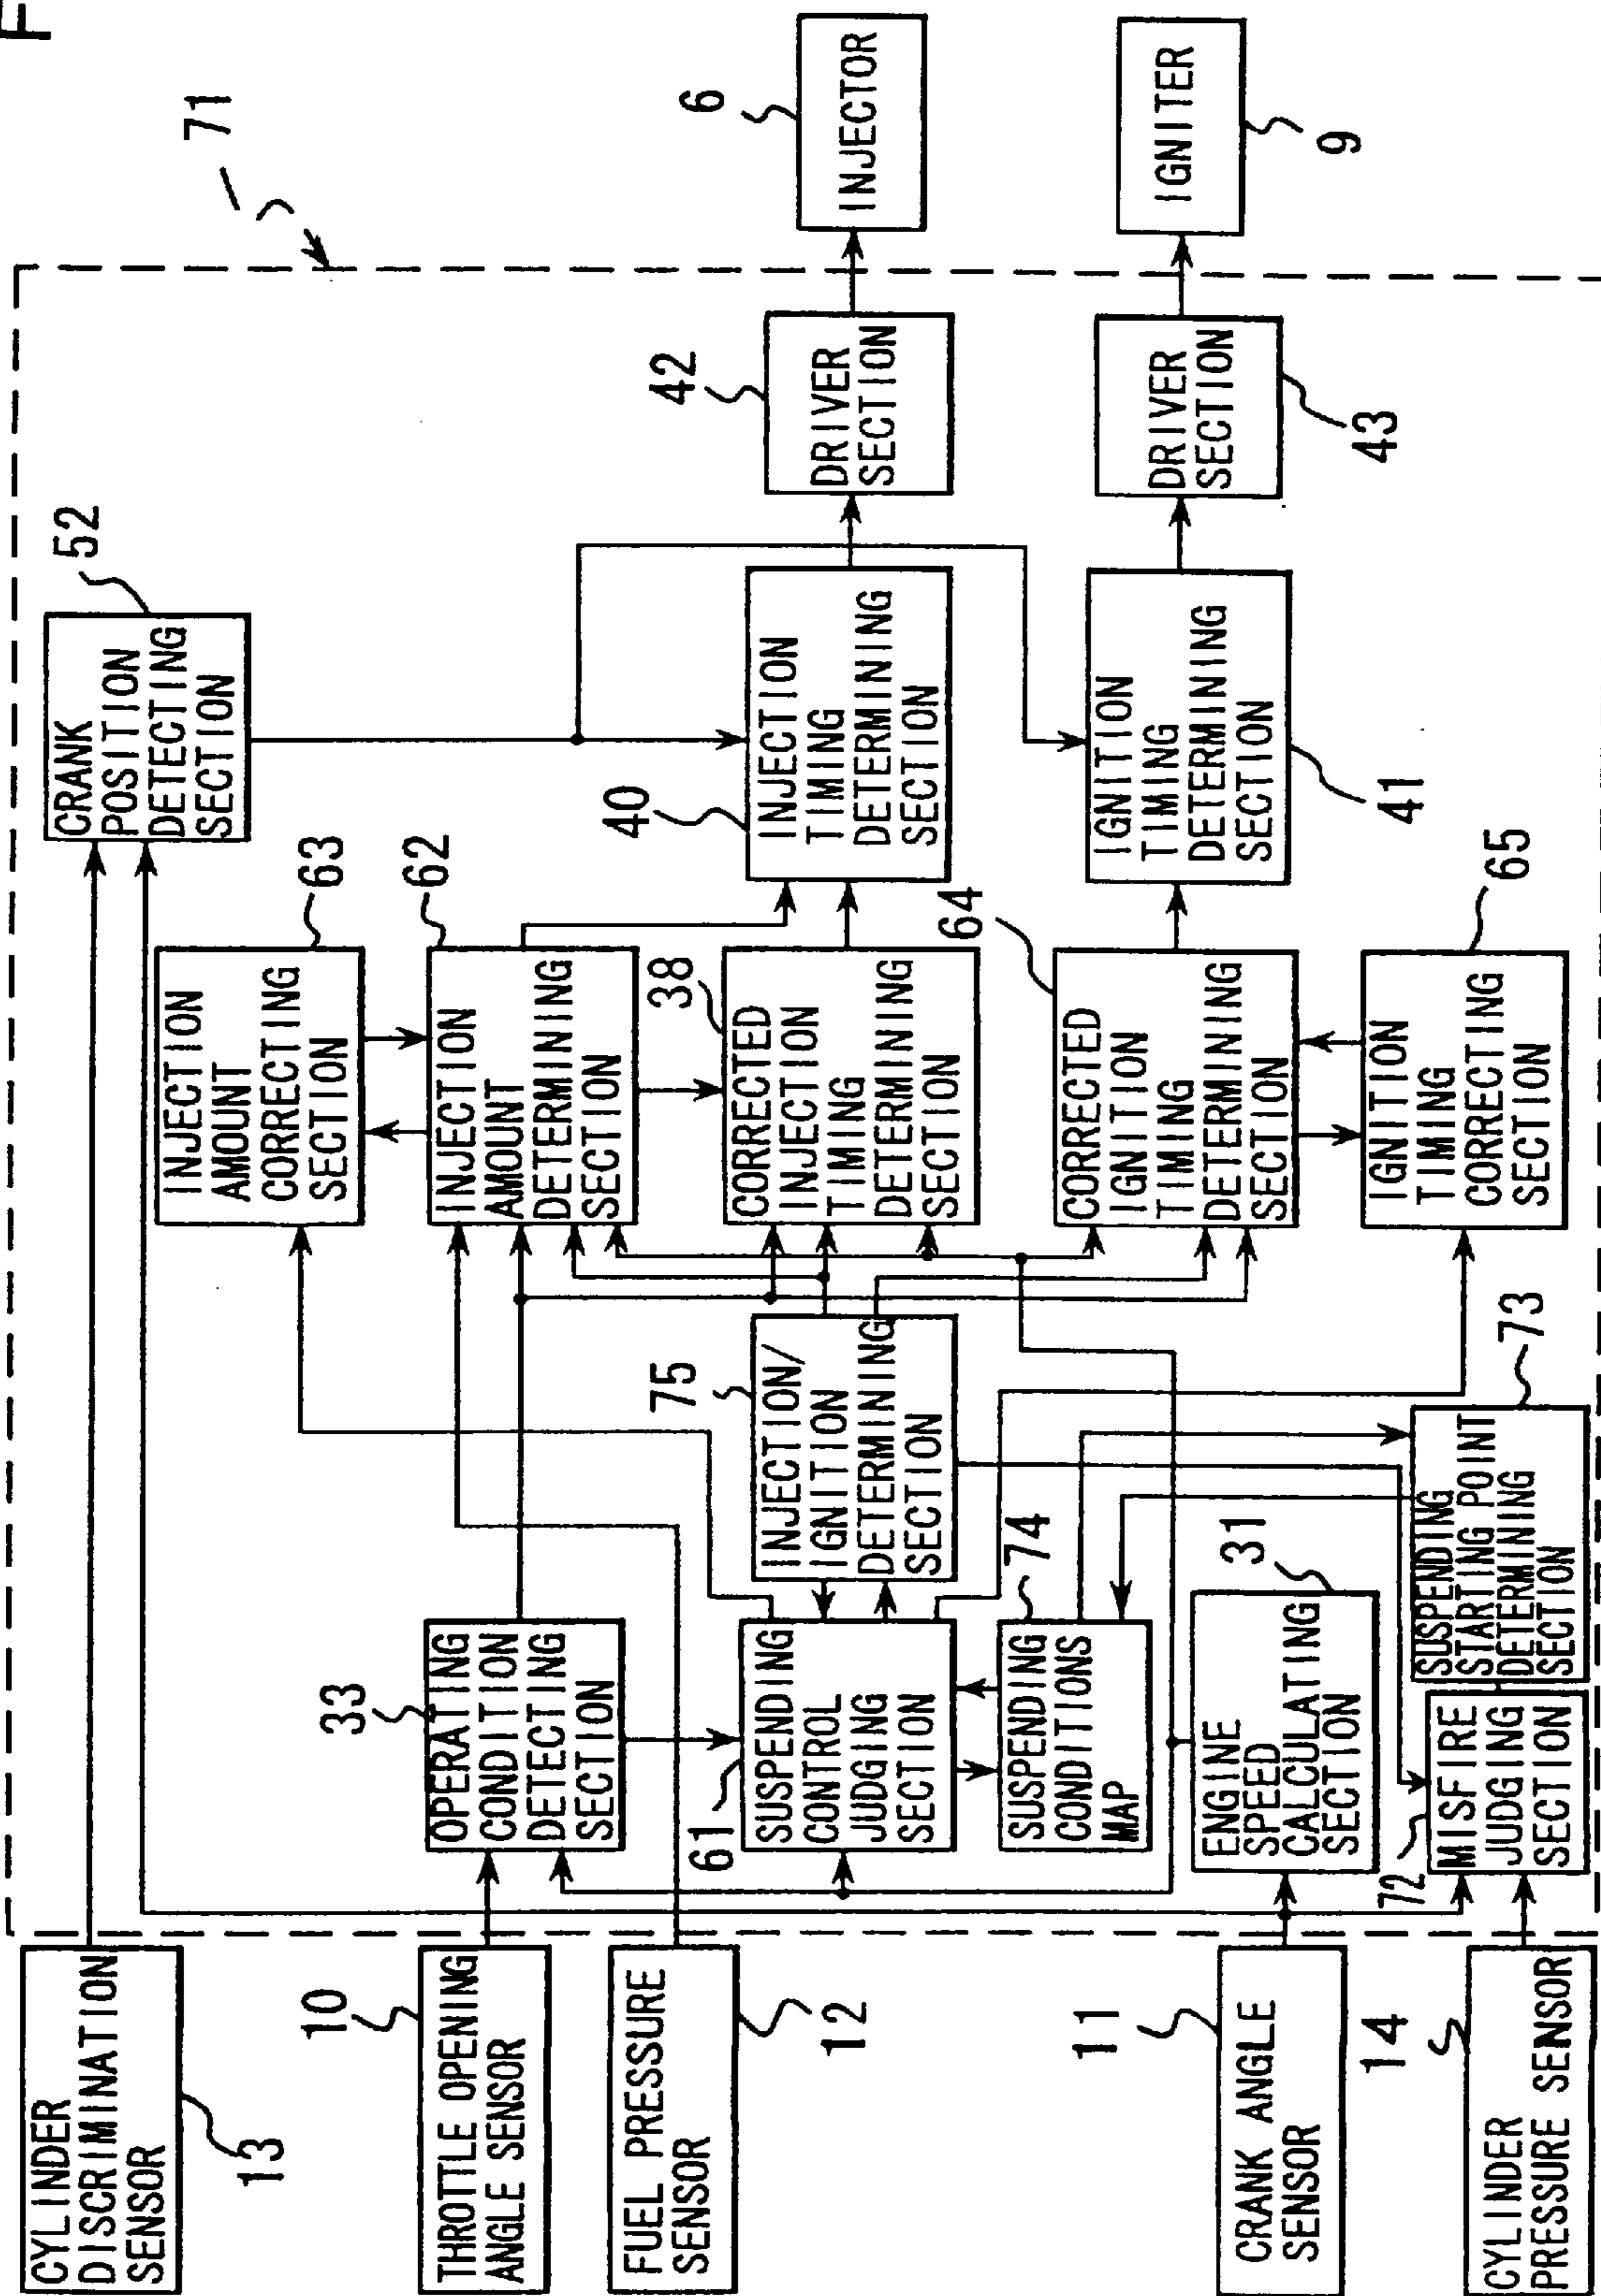 F
71
CYLINDER
DISCRIMINATION
SENSOR
13
THROTTLE OPENING
ANGLE SENSOR
10
FUEL PRESSURE
SENSOR
12
CRANK ANGLE
SENSOR
11
CYLINDER
PRESSURE SENSOR
14
OPERATING
CONDITION
DETECTING
SECTION
33
SUSPENDING
CONTROL
JUDGING
SECTION
61
SUSPENDING
CONDITIONS
MAP
74
ENGINE
SPEED
CALCULATING
SECTION
31
MISFIRE
JUDGING
SECTION
72
SUSPENDING
STARTING POINT
DETERMINING
SECTION
73
INJECTION/
IGNITION
DETERMINING
SECTION
75
INJECTION
AMOUNT
CORRECTING
SECTION
63
INJECTION
AMOUNT
DETERMINING
SECTION
62
CORRECTED
INJECTION
TIMING
DETERMINING
SECTION
38
CORRECTED
IGNITION
TIMING
DETERMINING
SECTION
64
IGNITION
TIMING
CORRECTING
SECTION
65
CRANK
POSITION
DETECTING
SECTION
52
INJECTION
TIMING
DETERMINING
SECTION
40
IGNITION
TIMING
DETERMINING
SECTION
41
DRIVER
SECTION
42
DRIVER
SECTION
43
INJECTOR
6
IGNITER
9